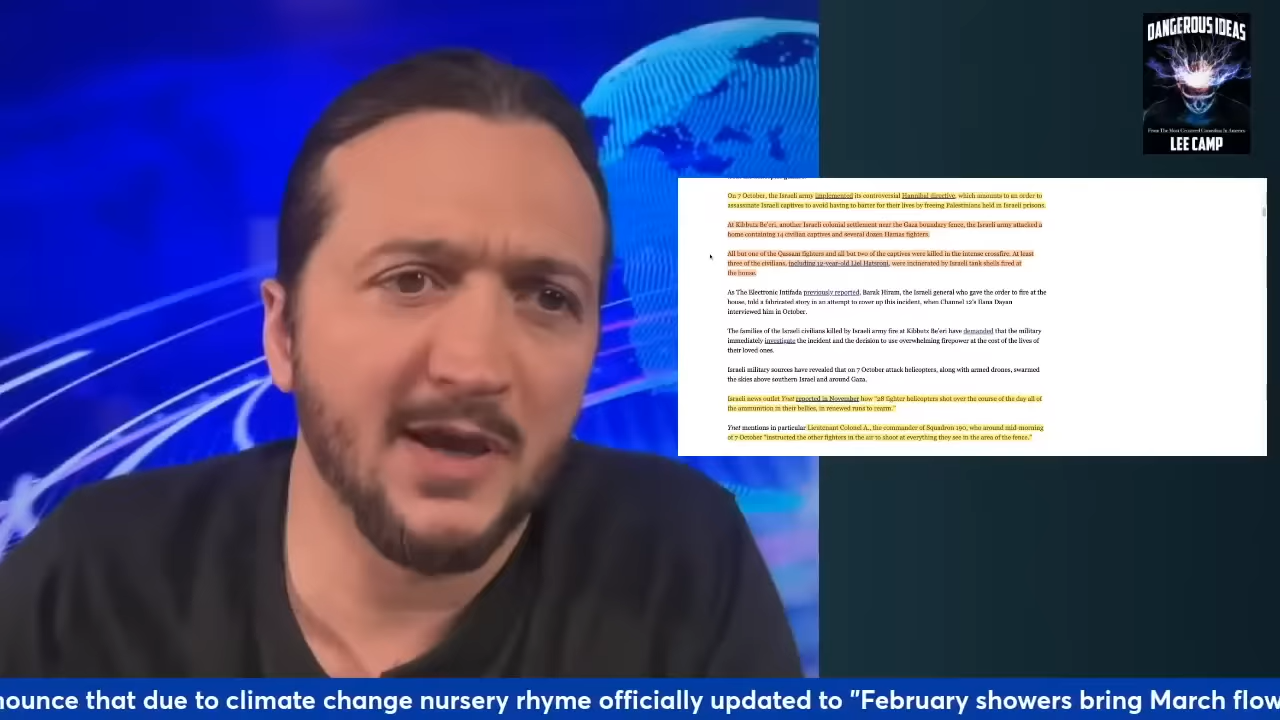 DANGEROUS IDEAS
From The Most Censored Comedian In America
LEE CAMP
On 7 October, the Israeli army implemented its controversial Hannibal directive, which amounts to an order to
assassinate Israeli captives to avoid having to barter for their lives by freeing Palestinians held in Israeli prisons.
At Kibbutz Be'eri, another Israeli colonial settlement near the Gaza boundary fence, the Israeli army attacked a
home containing 14 civilian captives and several dozen Hamas fighters.
All but one of the Qassam fighters and all but two of the captives were killed in the intense crossfire. At least
three of the civilians, including 12-year-old Liel Hatsroni, were incinerated by Israeli tank shells fired at
the house.
As The Electronic Intifada previously reported, Barak Hiram, the Israeli general who gave the order to fire at the
house, told a fabricated story in an attempt to cover up this incident, when Channel 12's Ilana Dayan
interviewed him in October.
The families of the Israeli civilians killed by Israeli army fire at Kibbutz Be'eri have demanded that the military
immediately investigate the incident and the decision to use overwhelming firepower at the cost of the lives of
their loved ones.
Israeli military sources have revealed that on 7 October attack helicopters, along with armed drones, swarmed
the skies above southern Israel and around Gaza.
Israeli news outlet Ynet reported in November how "28 fighter helicopters shot over the course of the day all of
the ammunition in their bellies, in renewed runs to rearm."
Ynet mentions in particular Lieutenant Colonel A., the commander of Squadron 190, who around mid-morning
of 7 October "instructed the other fighters in the air to shoot at everything they see in the area of the fence."
nounce that due to climate change nursery rhyme officially updated to "February showers bring March flow